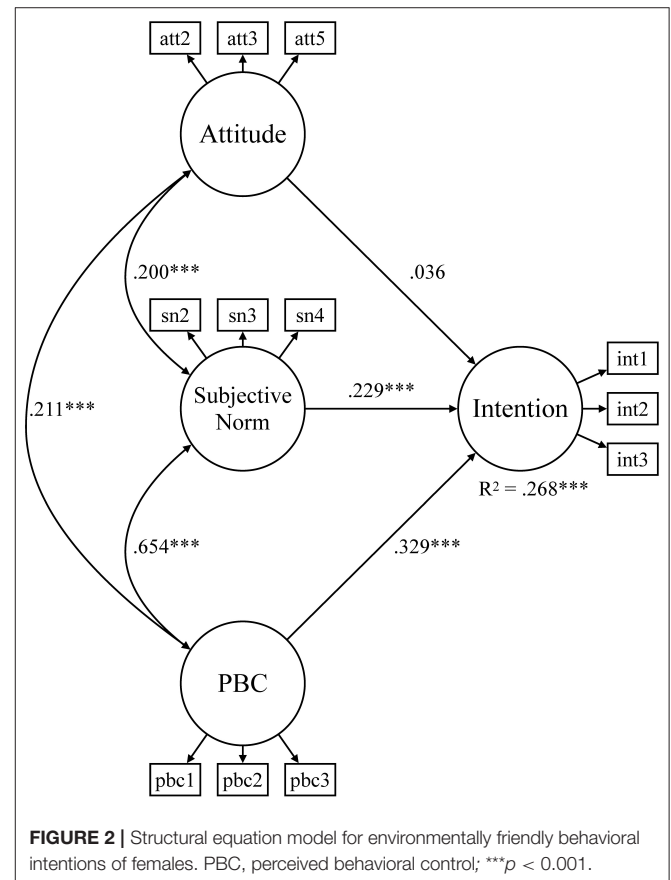 att2 att3 att5
Attitude
.200***
.036
sn2 sn3 sn4
Subjective
Norm
.229***
Intention
int1
int2
int3
R² = .268***
.211***
.654***
.329***
PBC
pbc1 pbc2 pbc3
FIGURE 2 | Structural equation model for environmentally friendly behavioral
intentions of females. PBC, perceived behavioral control; ***p < 0.001.